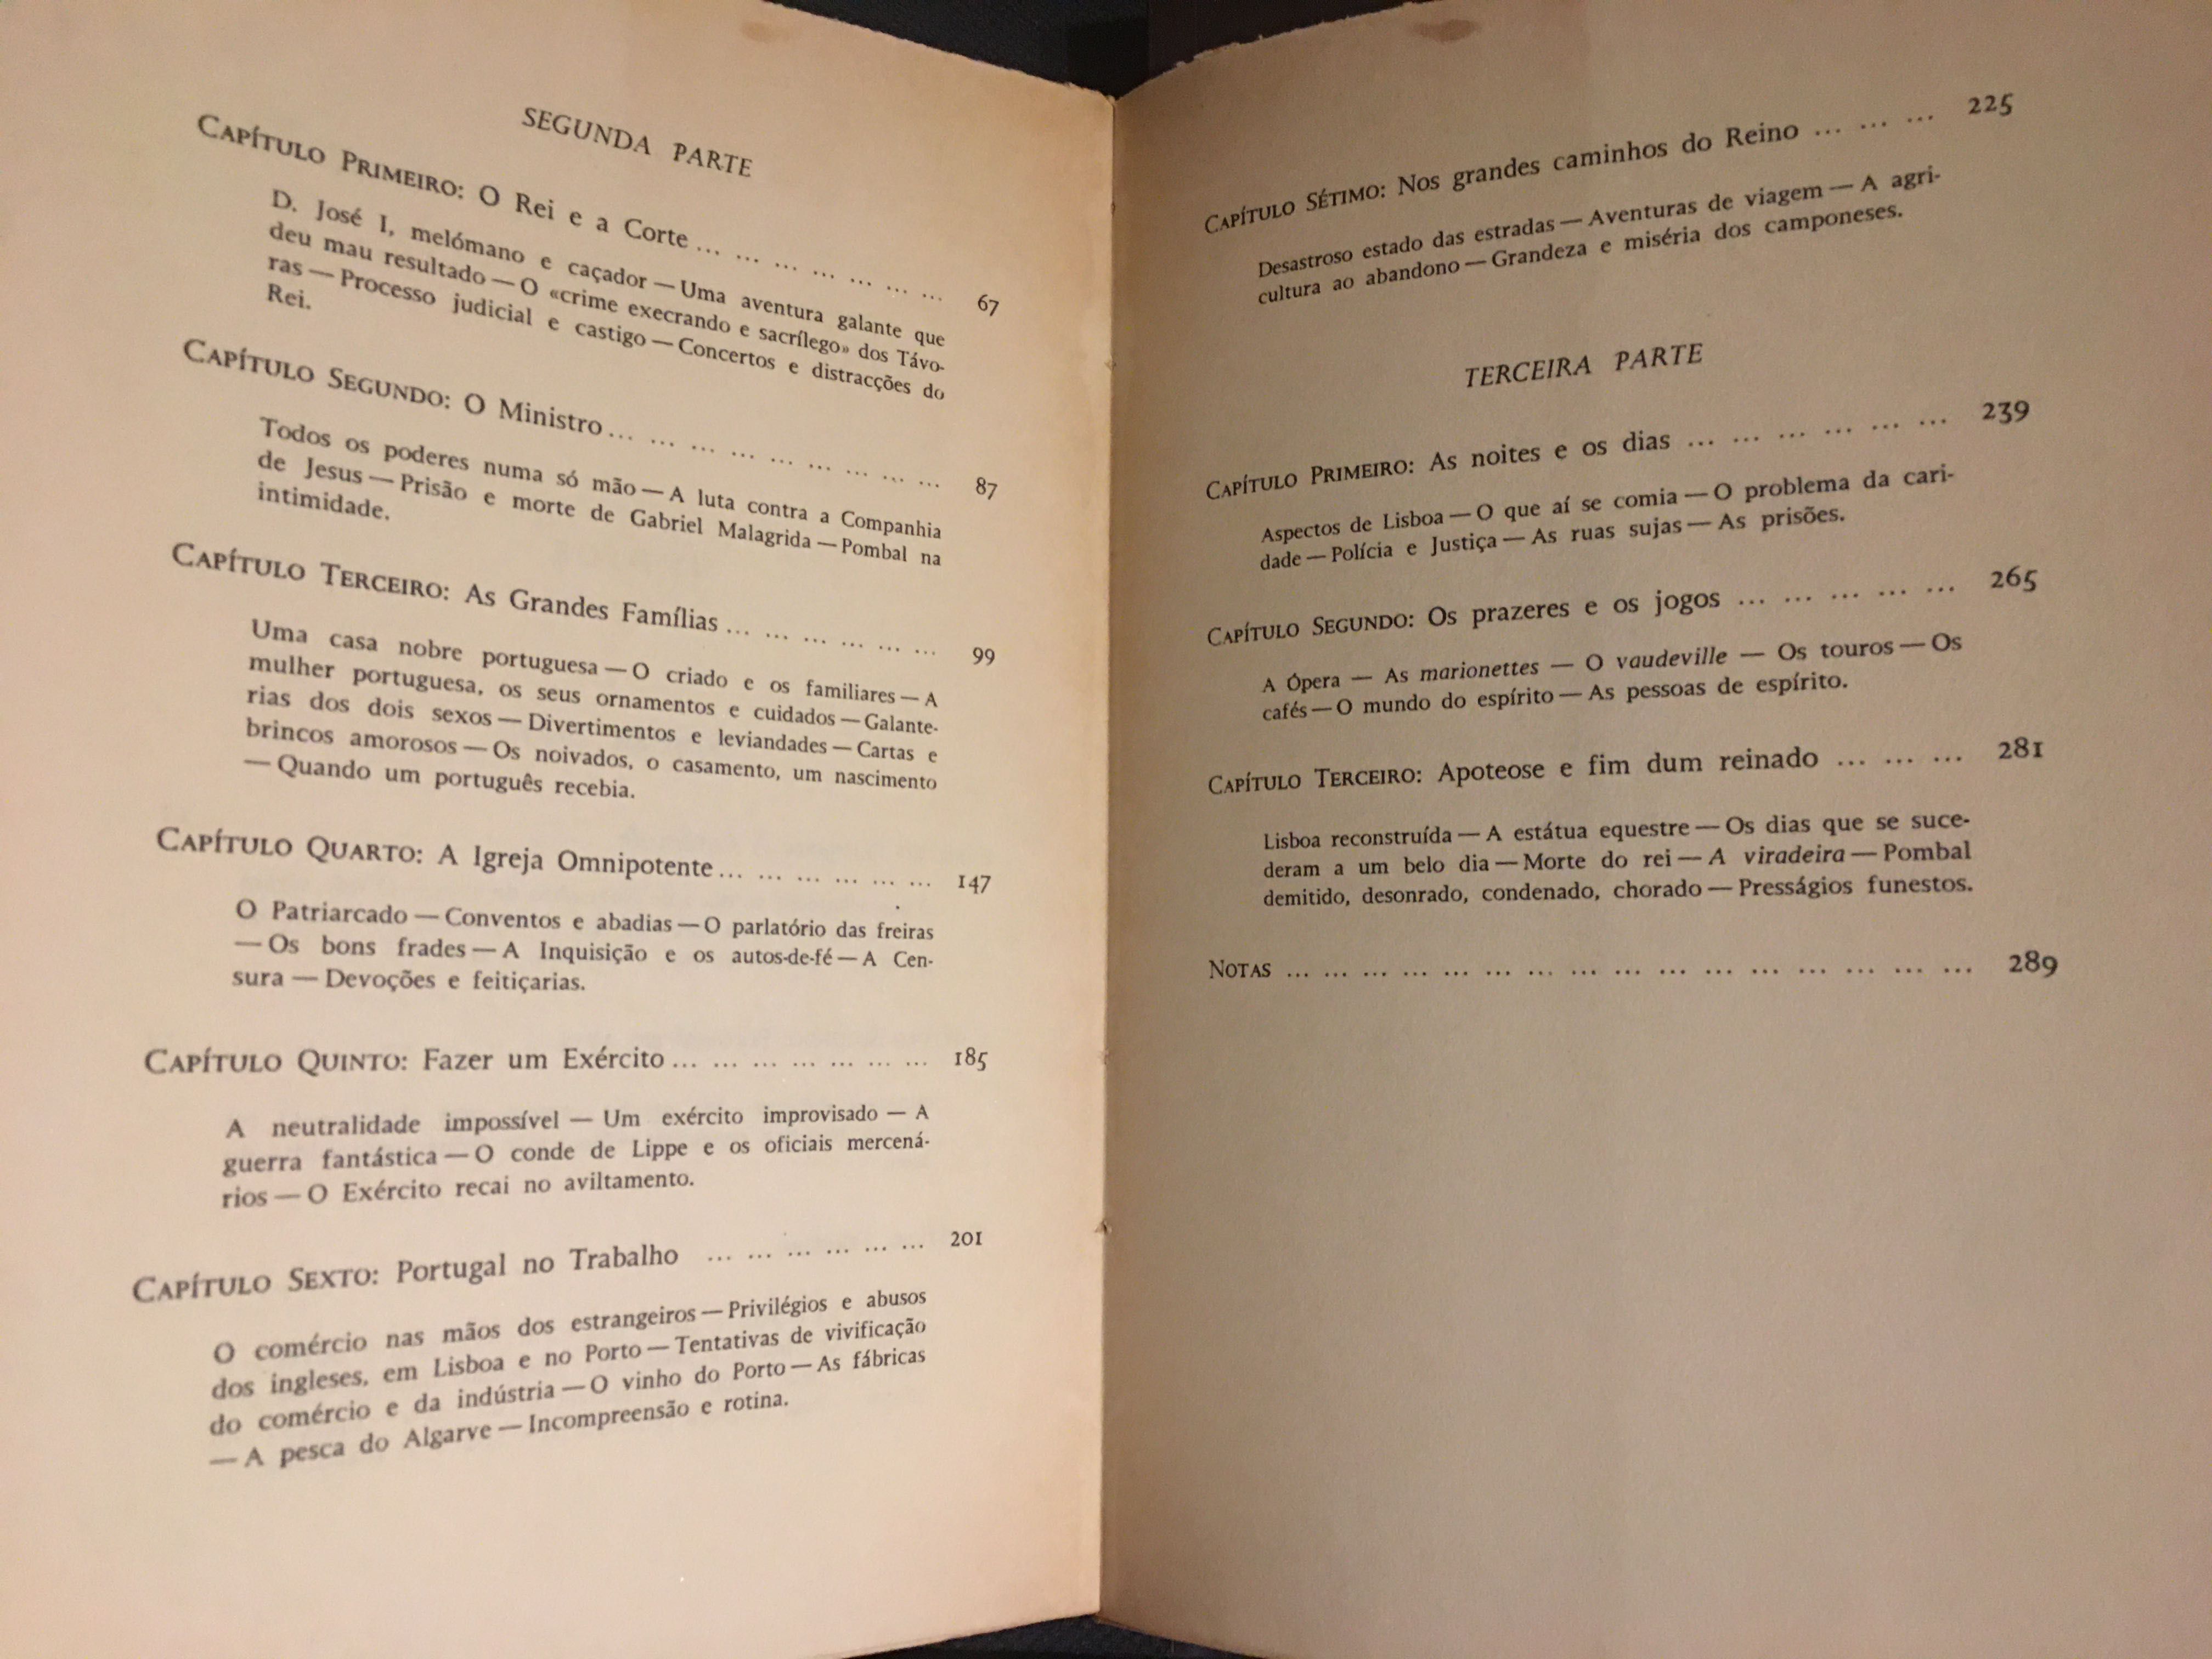 SEGUNDA PARTE
CAPÍTULO PRIMEIRO: O Rei e a Corte ... ... ... ... ... ... ... 67
D. José I, melómano e caçador — Uma aventura galante que
deu mau resultado — O «crime execrando e sacrílego» dos Távo-
ras — Processo judicial e castigo — Concertos e distracções do
Rei.
CAPÍTULO SEGUNDO: O Ministro ... ... ... ... ... ... ... ... ... 87
Todos os poderes numa só mão — A luta contra a Companhia
de Jesus — Prisão e morte de Gabriel Malagrida — Pombal na
intimidade.
CAPÍTULO TERCEIRO: As Grandes Famílias ... ... ... ... ... ... 99
Uma casa nobre portuguesa — O criado e os familiares — A
mulher portuguesa, os seus ornamentos e cuidados — Galante-
rias dos dois sexos — Divertimentos e leviandades — Cartas e
brincos amorosos — Os noivados, o casamento, um nascimento
— Quando um português recebia.
CAPÍTULO QUARTO: A Igreja Omnipotente ... ... ... ... ... ... 147
O Patriarcado — Conventos e abadias — O parlatório das freiras
— Os bons frades — A Inquisição e os autos-de-fé — A Cen-
sura — Devoções e feitiçarias.
CAPÍTULO QUINTO: Fazer um Exército ... ... ... ... ... ... ... 185
A neutralidade impossível — Um exército improvisado — A
guerra fantástica — O conde de Lippe e os oficiais mercená-
rios — O Exército recai no aviltamento.
CAPÍTULO SEXTO: Portugal no Trabalho ... ... ... ... ... ... 201
O comércio nas mãos dos estrangeiros — Privilégios e abusos
dos ingleses, em Lisboa e no Porto — Tentativas de vivificação
do comércio e da indústria — O vinho do Porto — As fábricas
— A pesca do Algarve — Incompreensão e rotina.
CAPÍTULO SÉTIMO: Nos grandes caminhos do Reino ... ... ... 225
Desastroso estado das estradas — Aventuras de viagem — A agri-
cultura ao abandono — Grandeza e miséria dos camponeses.
TERCEIRA PARTE
CAPÍTULO PRIMEIRO: As noites e os dias ... ... ... ... ... ... 239
Aspectos de Lisboa — O que aí se comia — O problema da cari-
dade — Polícia e Justiça — As ruas sujas — As prisões.
CAPÍTULO SEGUNDO: Os prazeres e os jogos ... ... ... ... ... 265
A Ópera — As marionettes — O vaudeville — Os touros — Os
cafés — O mundo do espírito — As pessoas de espírito.
CAPÍTULO TERCEIRO: Apoteose e fim dum reinado ... ... ... 281
Lisboa reconstruída — A estátua equestre — Os dias que se suce-
deram a um belo dia — Morte do rei — A viradeira — Pombal
demitido, desonrado, condenado, chorado — Presságios funestos.
NOTAS ... ... ... ... ... ... ... ... ... ... ... ... ... ... ... ... ... 289